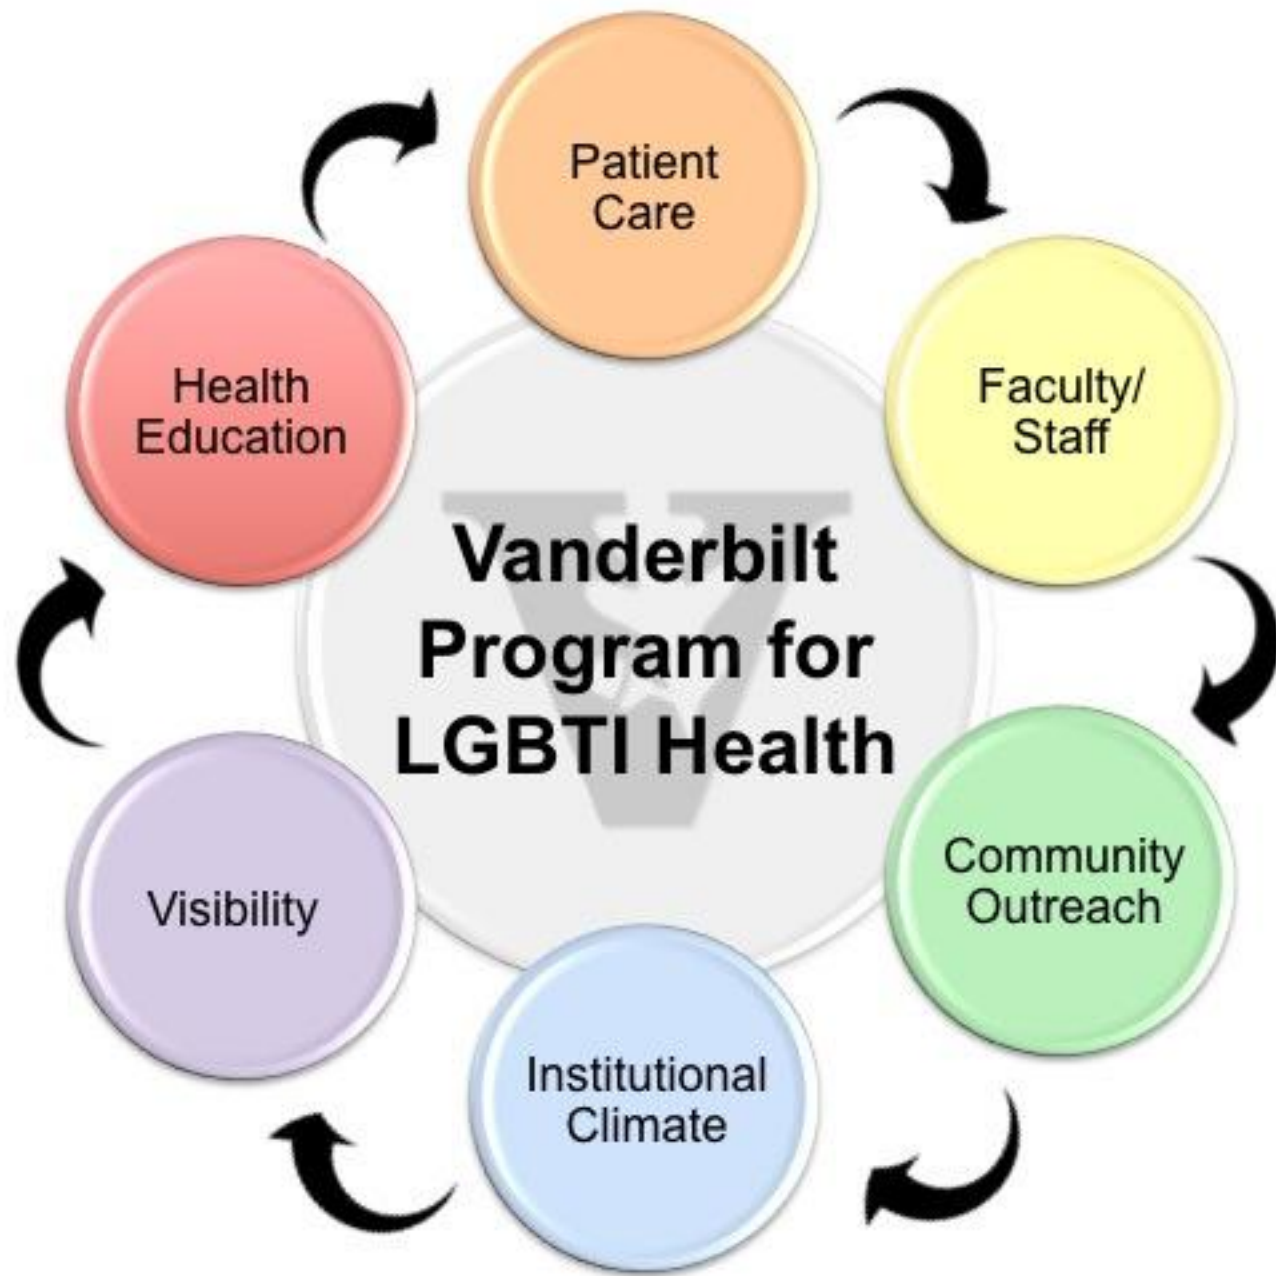 Patient
Care
Faculty/
Staff
Community
Outreach
Institutional
Climate
Visibility
Health
Education
Vanderbilt
Program for
LGBTI Health